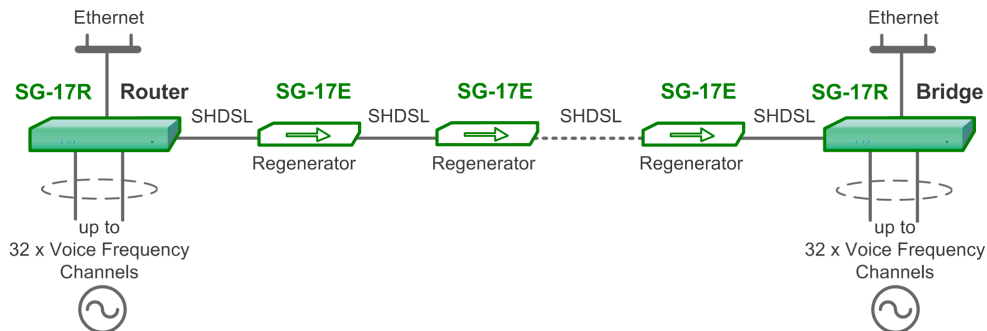 Ethernet
Ethernet
SG-17R Router
SG-17E
SG-17E
SG-17E
SG-17R Bridge
SHDSL
SHDSL
SHDSL
SHDSL
Regenerator
Regenerator
Regenerator
up to
32 x Voice Frequency
Channels
up to
32 x Voice Frequency
Channels